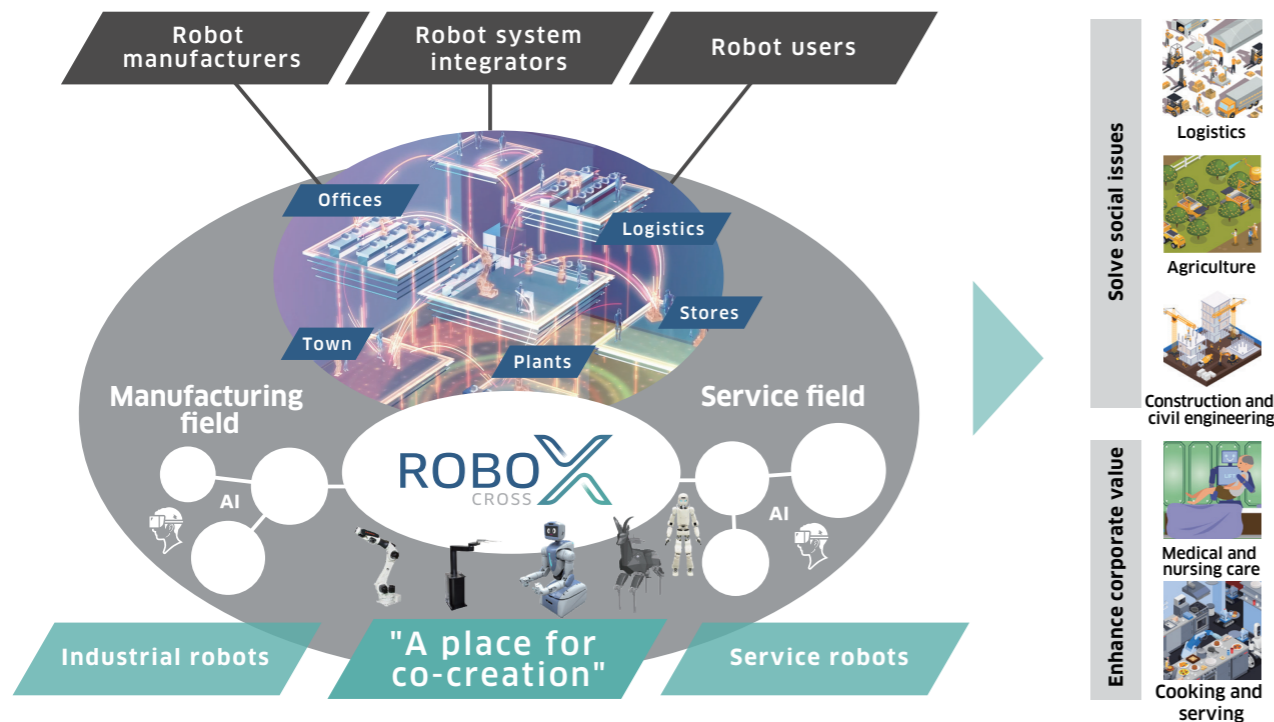 Robot
manufacturers
Robot system
integrators
Robot users
Offices
Logistics
Stores
Town
Plants
Manufacturing
field
Service field
AI
ROBO X
CROSS
AI
Industrial robots
"A place for
co-creation"
Service robots
Solve social issues
Logistics
Agriculture
Construction and
civil engineering
Enhance corporate value
Medical and
nursing care
Cooking and
serving